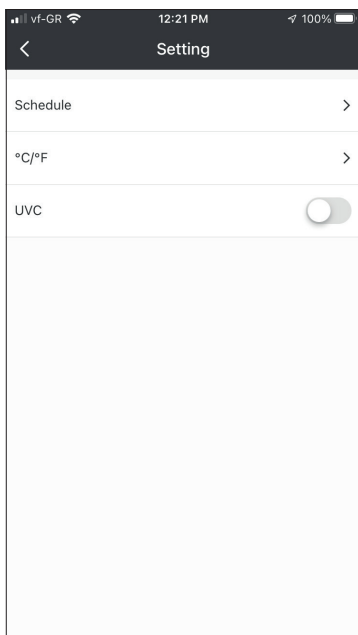 vf-GR 12:21 PM 100%
Setting
Schedule
°C/°F
UVC